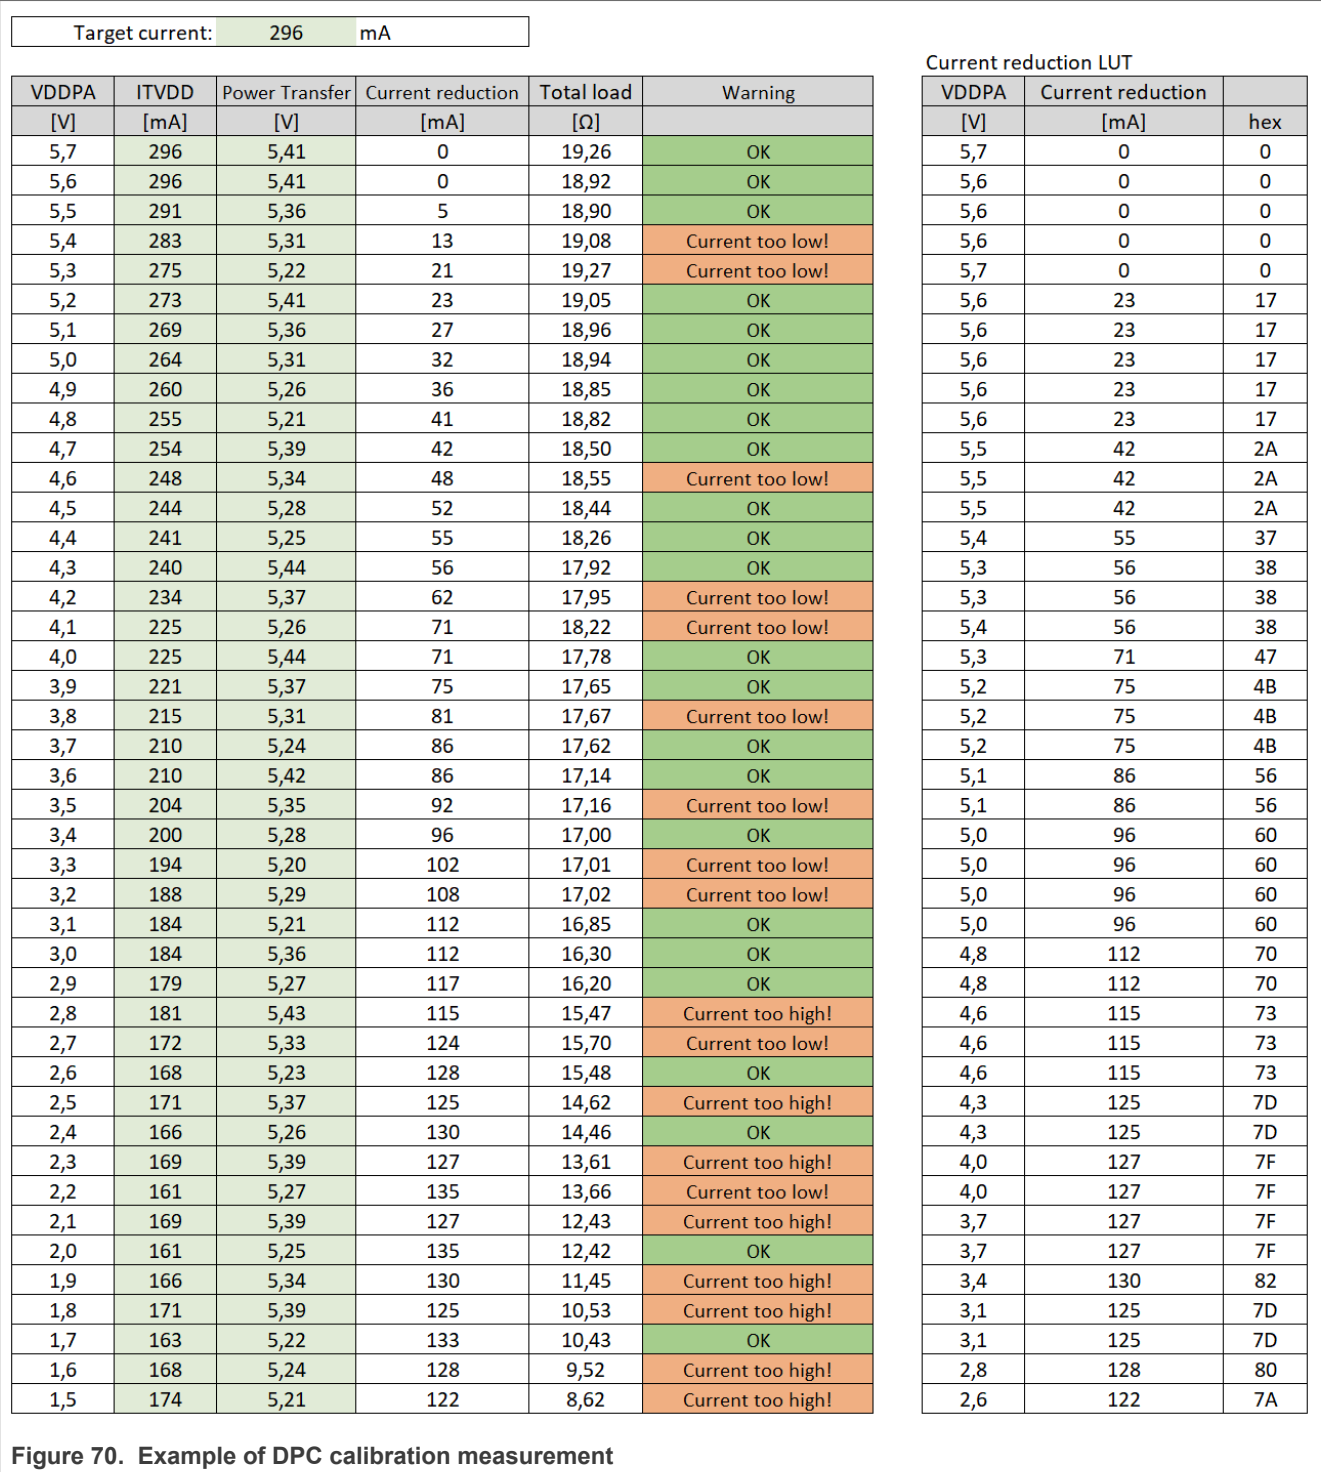 Target current: 296 mA
Current reduction LUT
VDDPA ITVDD Power Transfer Current reduction Total load Warning VDDPA Current reduction
[V] [mA] [V] [mA] [Ω] [V] [mA] hex
5,7 296 5,41 0 19,26 OK 5,7 0 0
5,6 296 5,41 0 18,92 OK 5,6 0 0
5,5 291 5,36 5 18,90 OK 5,6 0 0
5,4 283 5,31 13 19,08 Current too low! 5,6 0 0
5,3 275 5,22 21 19,27 Current too low! 5,7 0 0
5,2 273 5,41 23 19,05 OK 5,6 23 17
5,1 269 5,36 27 18,96 OK 5,6 23 17
5,0 264 5,31 32 18,94 OK 5,6 23 17
4,9 260 5,26 36 18,85 OK 5,6 23 17
4,8 255 5,21 41 18,82 OK 5,6 23 17
4,7 254 5,39 42 18,50 OK 5,5 42 2A
4,6 248 5,34 48 18,55 Current too low! 5,5 42 2A
4,5 244 5,28 52 18,44 OK 5,5 42 2A
4,4 241 5,25 55 18,26 OK 5,4 55 37
4,3 240 5,44 56 17,92 OK 5,3 56 38
4,2 234 5,37 62 17,95 Current too low! 5,3 56 38
4,1 225 5,26 71 18,22 Current too low! 5,4 56 38
4,0 225 5,44 71 17,78 OK 5,3 71 47
3,9 221 5,37 75 17,65 OK 5,2 75 4B
3,8 215 5,31 81 17,67 Current too low! 5,2 75 4B
3,7 210 5,24 86 17,62 OK 5,2 75 4B
3,6 210 5,42 86 17,14 OK 5,1 86 56
3,5 204 5,35 92 17,16 Current too low! 5,1 86 56
3,4 200 5,28 96 17,00 OK 5,0 96 60
3,3 194 5,20 102 17,01 Current too low! 5,0 96 60
3,2 188 5,29 108 17,02 Current too low! 5,0 96 60
3,1 184 5,21 112 16,85 OK 5,0 96 60
3,0 184 5,36 112 16,30 OK 4,8 112 70
2,9 179 5,27 117 16,20 OK 4,8 112 70
2,8 181 5,43 115 15,47 Current too high! 4,6 115 73
2,7 172 5,33 124 15,70 Current too low! 4,6 115 73
2,6 168 5,23 128 15,48 OK 4,6 115 73
2,5 171 5,37 125 14,62 Current too high! 4,3 125 7D
2,4 166 5,26 130 14,46 OK 4,3 125 7D
2,3 169 5,39 127 13,61 Current too high! 4,0 127 7F
2,2 161 5,27 135 13,66 Current too low! 4,0 127 7F
2,1 169 5,39 127 12,43 Current too high! 3,7 127 7F
2,0 161 5,25 135 12,42 OK 3,7 127 7F
1,9 166 5,34 130 11,45 Current too high! 3,4 130 82
1,8 171 5,39 125 10,53 Current too high! 3,1 125 7D
1,7 163 5,22 133 10,43 OK 3,1 125 7D
1,6 168 5,24 128 9,52 Current too high! 2,8 128 80
1,5 174 5,21 122 8,62 Current too high! 2,6 122 7A
Figure 70. Example of DPC calibration measurement